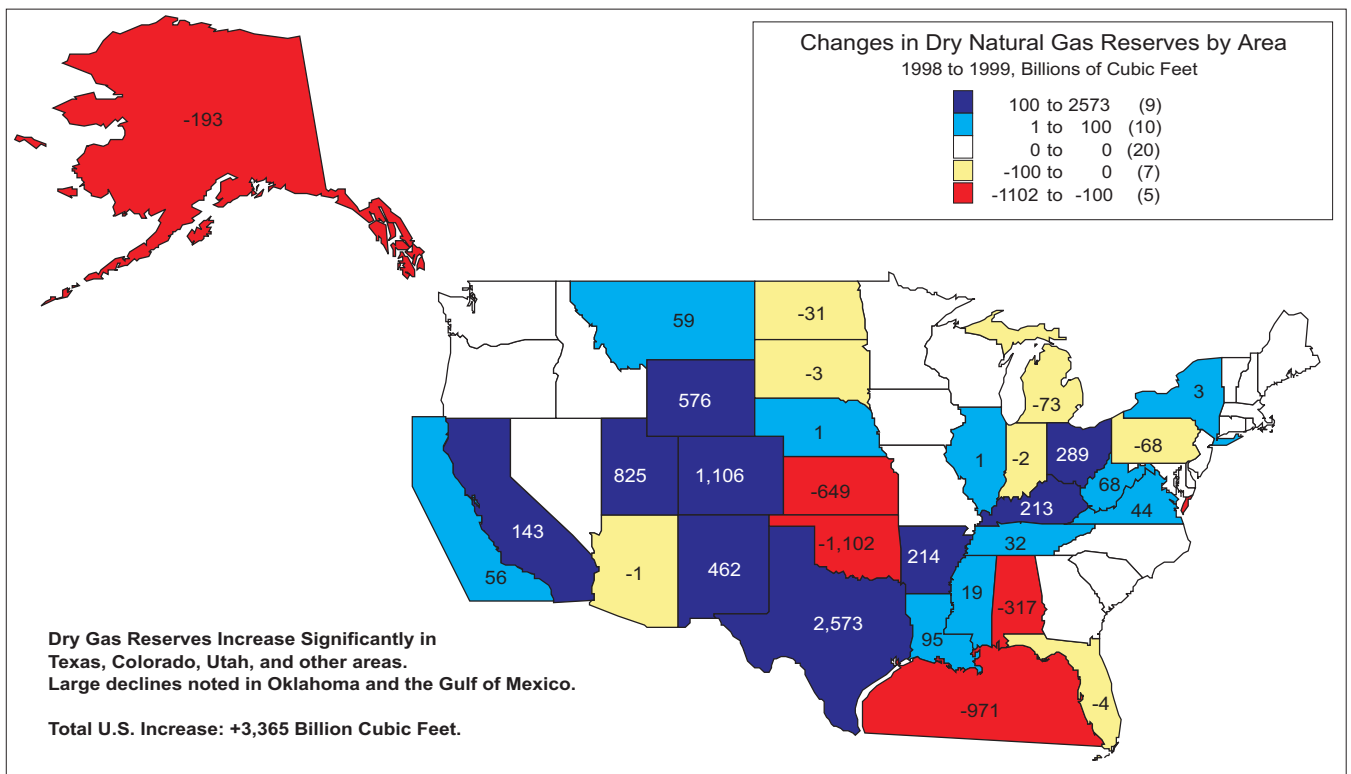 Changes in Dry Natural Gas Reserves by Area
1998 to 1999, Billions of Cubic Feet
100 to 2573 (9)
1 to 100 (10)
0 to 0 (20)
-100 to 0 (7)
-1102 to -100 (5)
-193
59
-31
-3
576
1
-73
3
825
1,106
-649
1
-2
289
-68
68
44
213
143
56
-1
462
-1,102
214
32
19
-317
2,573
95
-971
-4
Dry Gas Reserves Increase Significantly in
Texas, Colorado, Utah, and other areas.
Large declines noted in Oklahoma and the Gulf of Mexico.
Total U.S. Increase: +3,365 Billion Cubic Feet.